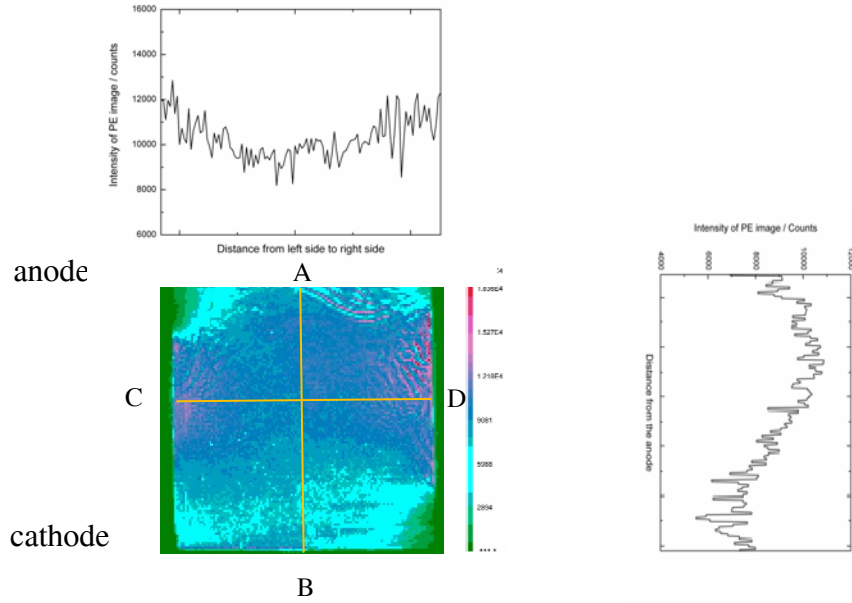 16000
14000
12000
10000
8000
6000
Intensity of PE image / counts
Distance from left side to right side
Intensity of PE image / Counts
4000
6000
8000
10000
Distance from the anode
anode
A
1.527E4
1.218E4
9081
5988
2894
C
D
cathode
B